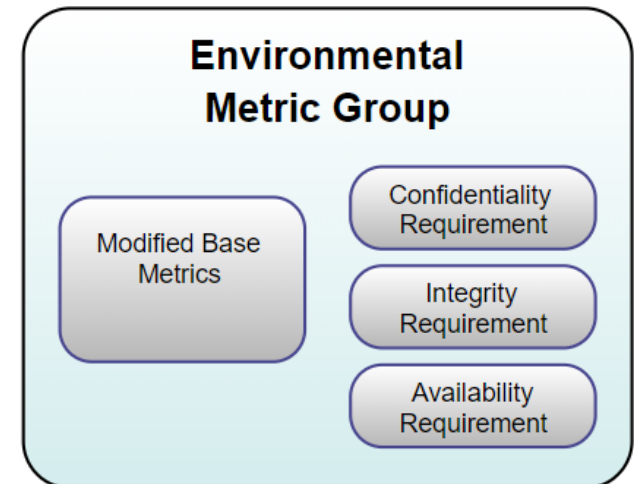 Environmental
Metric Group
Modified Base
Metrics
Confidentiality
Requirement
Integrity
Requirement
Availability
Requirement